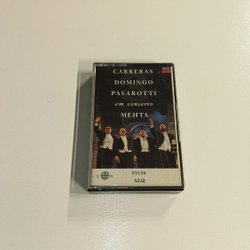 CARRERAS
DOMINGO
PAVAROTTI
em concerto
MEHTA
ALQ